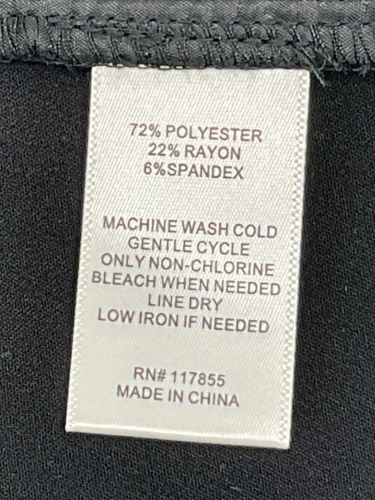 72% POLYESTER
22% RAYON
6%SPANDEX
MACHINE WASH COLD
GENTLE CYCLE
ONLY NON-CHLORINE
BLEACH WHEN NEEDED
LINE DRY
LOW IRON IF NEEDED
RN# 117855
MADE IN CHINA